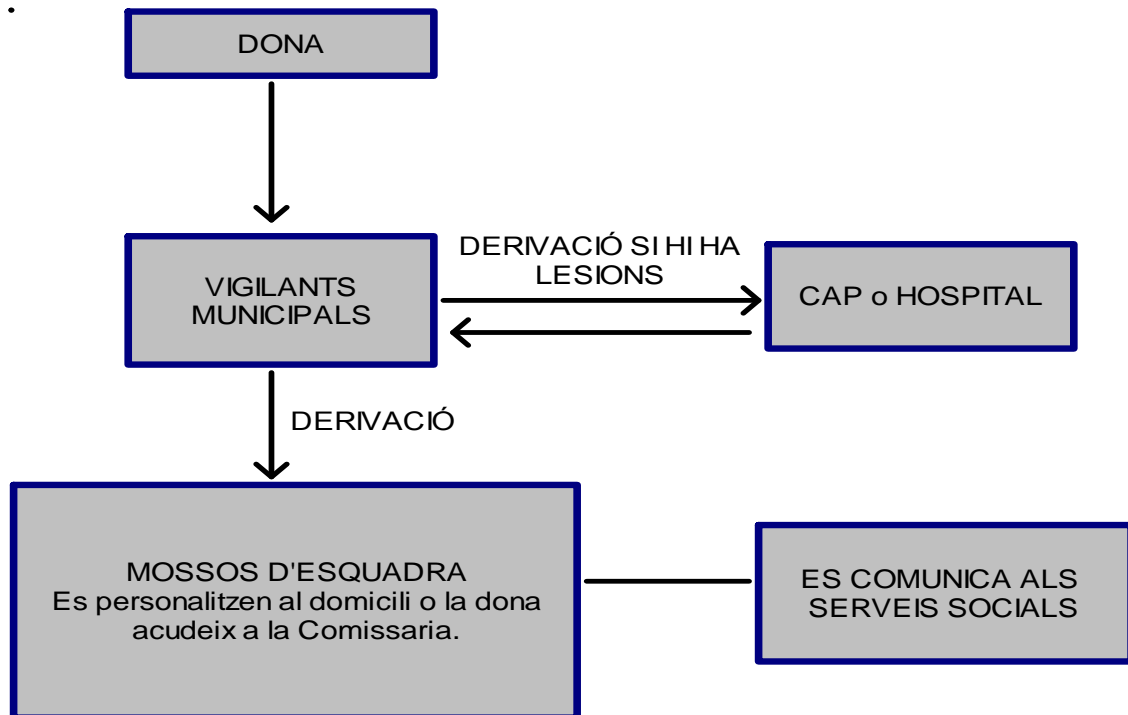 DONA
VIGILANTS
MUNICIPALS
DERIVACIÓ SI HI HA
LESIONS
CAP o HOSPITAL
DERIVACIÓ
MOSSOS D'ESQUADRA
Es personalitzen al domicili o la dona
acudeix a la Comissaria.
ES COMUNICA ALS
SERVEIS SOCIALS